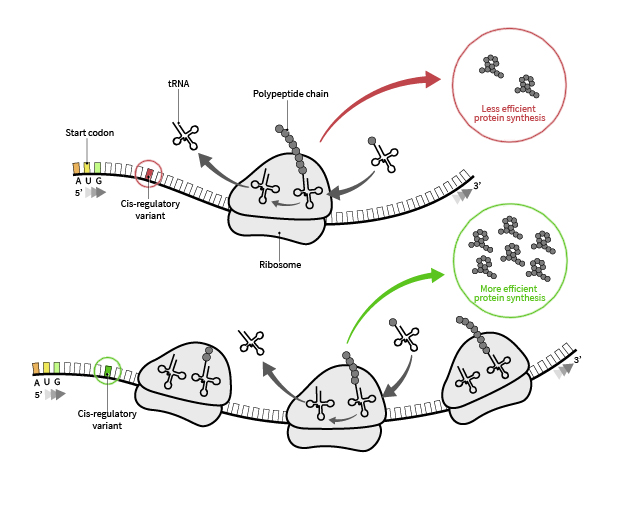 tRNA
Polypeptide chain
Less efficient
protein synthesis
Start codon
A U G
5’
Cis-regulatory
variant
3’
Ribosome
More efficient
protein synthesis
3’
A U G
5’
Cis-regulatory
variant